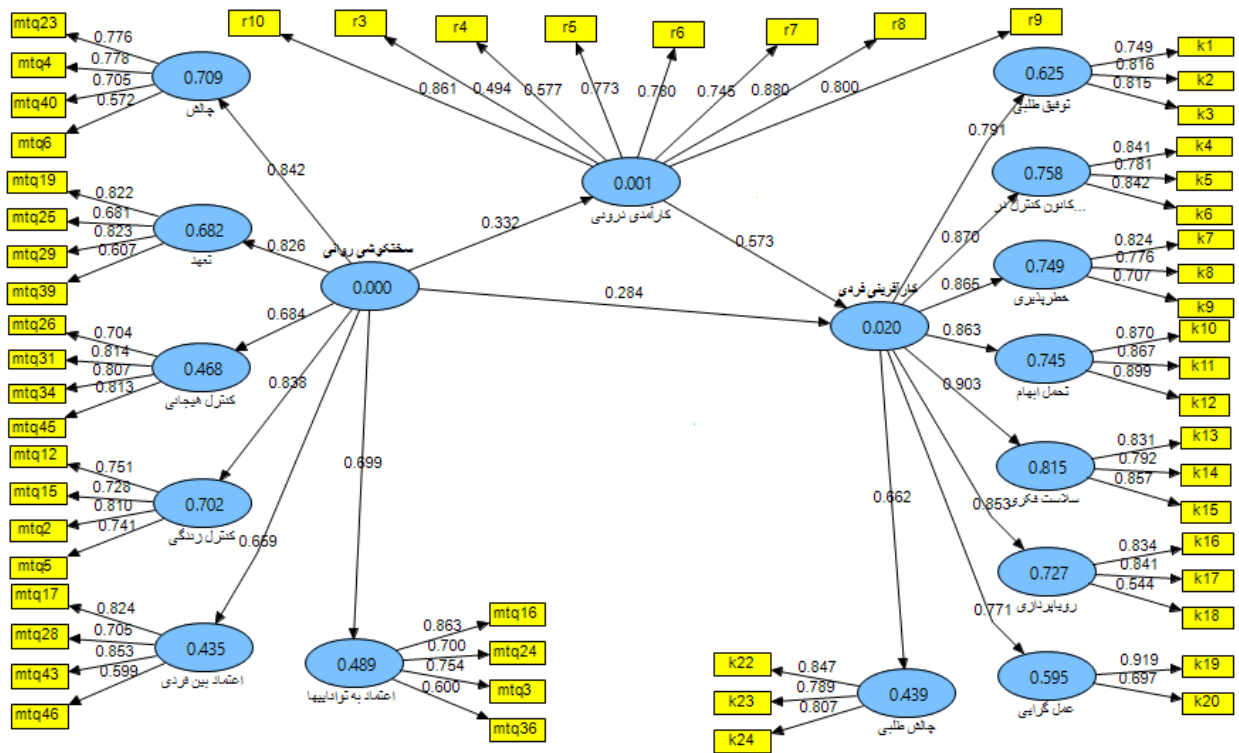 mtq23
mtq4
mtq40
mtq6
0.776
0.778
0.705
0.572
0.709
چالش
r10
r3
r4
r5
r6
r7
r8
r9
0.861
0.494
0.577
0.773
0.780
0.745
0.880
0.800
0.001
کارآمدی درودی
k1
k2
k3
0.749
0.816
0.815
0.625
توفیق طلبی
0.791
k4
k5
k6
0.841
0.781
0.842
0.758
کانون کنترل در...
0.870
mtq19
mtq25
mtq29
mtq39
0.822
0.681
0.823
0.607
0.682
تعهد
0.842
0.826
سختکوشی روانی
0.000
0.332
0.573
0.284
کارآفرینی فردی
0.020
k7
k8
k9
0.824
0.776
0.707
0.749
خطرپذیری
0.865
mtq26
mtq31
mtq34
mtq45
0.704
0.814
0.807
0.813
0.468
کنترل هیجانی
0.684
k10
k11
k12
0.870
0.867
0.899
0.745
تحمل ابهام
0.863
mtq12
mtq15
mtq2
mtq5
0.751
0.728
0.810
0.741
0.702
کنترل زندگی
0.838
k13
k14
k15
0.831
0.792
0.857
0.815
سلاست فکری
0.903
k16
k17
k18
0.834
0.841
0.544
0.727
رویاپردازی
0.853
mtq17
mtq28
mtq43
mtq46
0.824
0.705
0.853
0.599
0.435
اعتماد بین فردی
0.659
mtq16
mtq24
mtq3
mtq36
0.863
0.700
0.754
0.600
0.489
اعتماد به تواداییها
0.699
k22
k23
k24
0.847
0.789
0.807
0.439
چالش طلبی
0.662
k19
k20
0.919
0.697
0.595
عمل گرایی
0.771